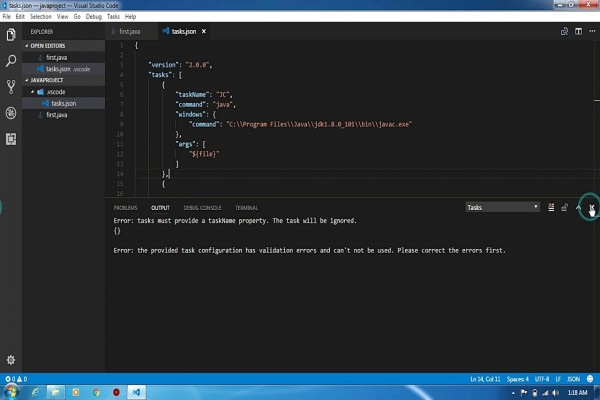 tasks.json — javaproject — Visual Studio Code
File Edit Selection View Go Debug Tasks Help
EXPLORER
first.java
tasks.json
OPEN EDITORS
first.java
tasks.json .vscode
JAVAPROJECT
.vscode
tasks.json
first.java
1 {
2
3 "version": "2.0.0",
4 "tasks": [
5 {
6 "taskName": "JC",
7 "command": "java",
8 "windows": {
9 "command": "C:\\Program Files\\Java\\jdk1.8.0_101\\bin\\javac.exe"
10 },
11 "args": [
12 "${file}"
13 ]
14 },
15 {
PROBLEMS OUTPUT DEBUG CONSOLE TERMINAL
Tasks
Error: tasks must provide a taskName property. The task will be ignored.
{}
Error: the provided task configuration has validation errors and can't not be used. Please correct the errors first.
0 0
Ln 14, Col 11 Spaces: 4 UTF-8 LF JSON
1:18 AM